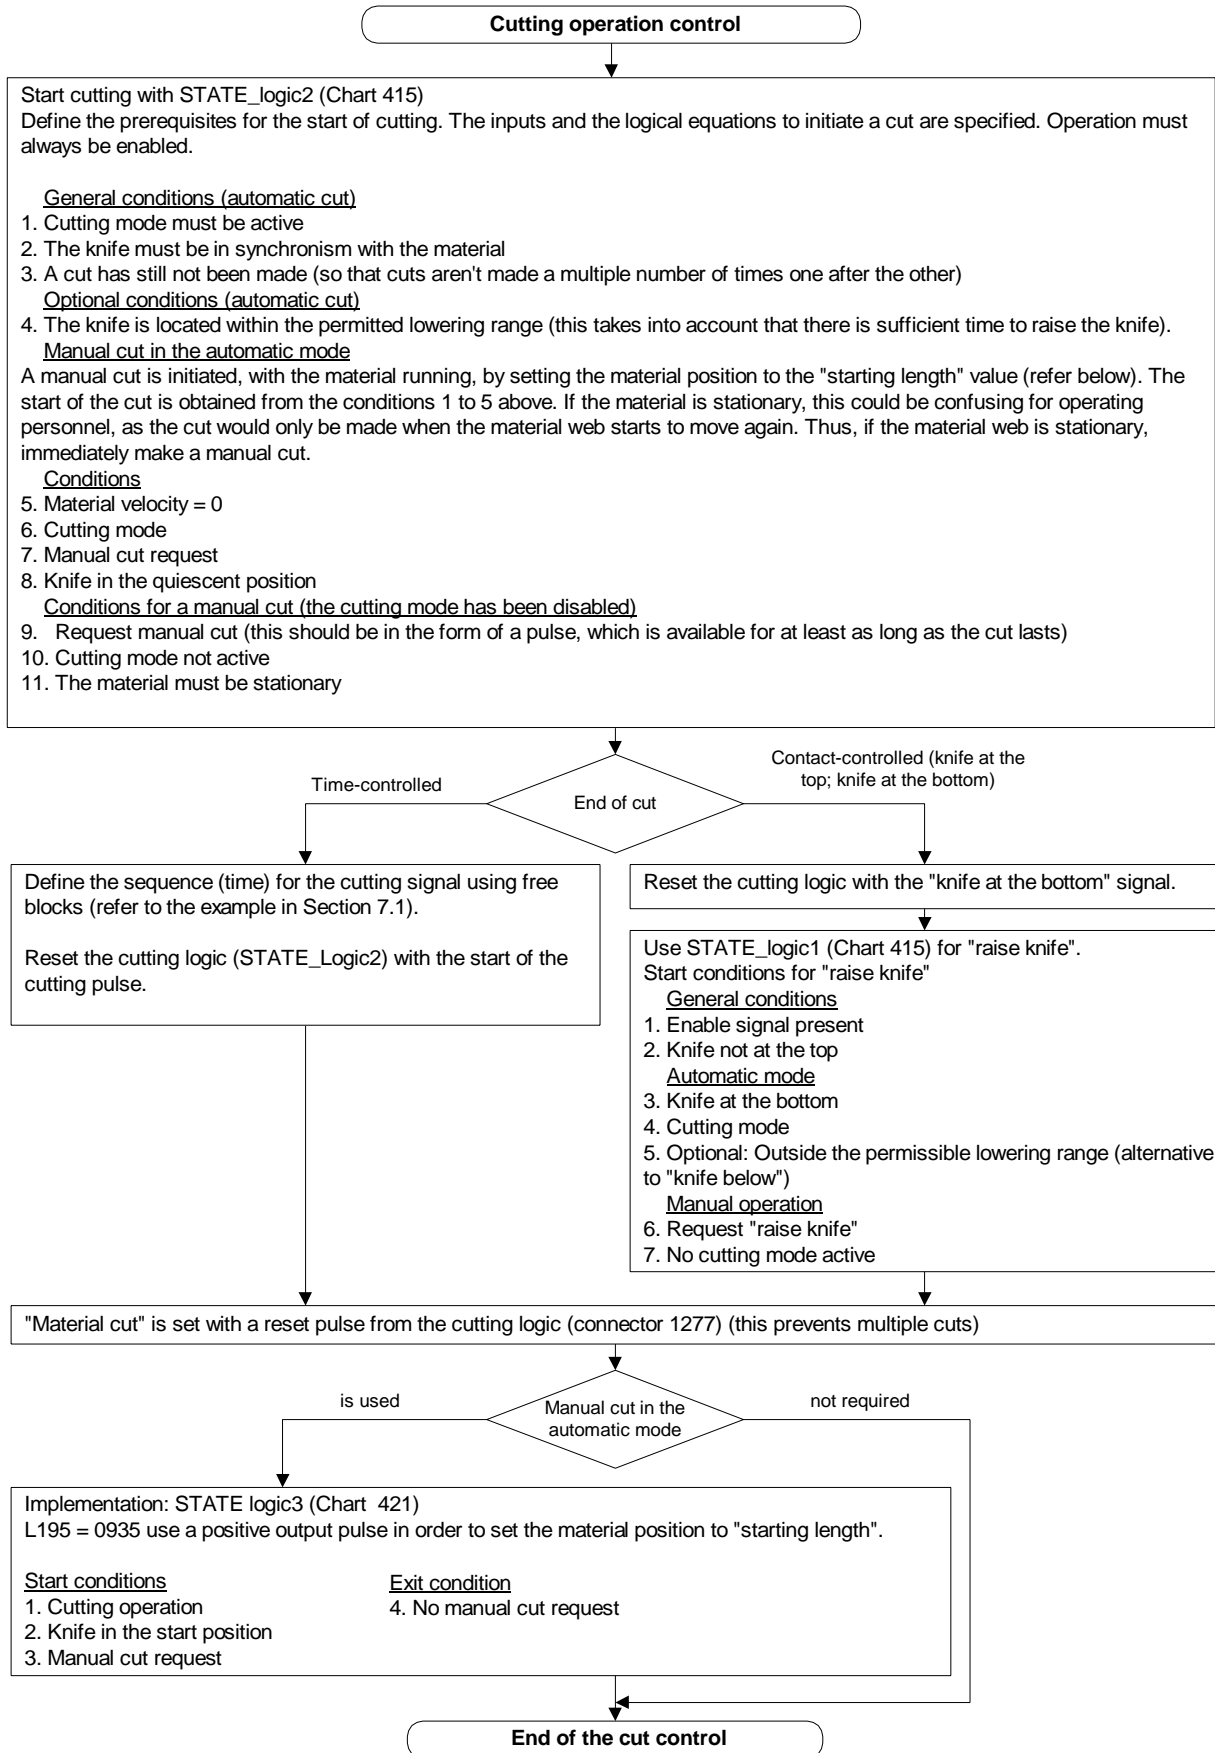 Cutting operation control
Start cutting with STATE_logic2 (Chart 415)
Define the prerequisites for the start of cutting. The inputs and the logical equations to initiate a cut are specified. Operation must
always be enabled.
General conditions (automatic cut)
1. Cutting mode must be active
2. The knife must be in synchronism with the material
3. A cut has still not been made (so that cuts aren't made a multiple number of times one after the other)
Optional conditions (automatic cut)
4. The knife is located within the permitted lowering range (this takes into account that there is sufficient time to raise the knife).
Manual cut in the automatic mode
A manual cut is initiated, with the material running, by setting the material position to the "starting length" value (refer below). The
start of the cut is obtained from the conditions 1 to 5 above. If the material is stationary, this could be confusing for operating
personnel, as the cut would only be made when the material web starts to move again. Thus, if the material web is stationary,
immediately make a manual cut.
Conditions
5. Material velocity = 0
6. Cutting mode
7. Manual cut request
8. Knife in the quiescent position
Conditions for a manual cut (the cutting mode has been disabled)
9. Request manual cut (this should be in the form of a pulse, which is available for at least as long as the cut lasts)
10. Cutting mode not active
11. The material must be stationary
Time-controlled
End of cut
Contact-controlled (knife at the
top; knife at the bottom)
Define the sequence (time) for the cutting signal using free
blocks (refer to the example in Section 7.1).
Reset the cutting logic (STATE_Logic2) with the start of the
cutting pulse.
Reset the cutting logic with the "knife at the bottom" signal.
Use STATE_logic1 (Chart 415) for "raise knife".
Start conditions for "raise knife"
General conditions
1. Enable signal present
2. Knife not at the top
Automatic mode
3. Knife at the bottom
4. Cutting mode
5. Optional: Outside the permissible lowering range (alternative
to "knife below")
Manual operation
6. Request "raise knife"
7. No cutting mode active
"Material cut" is set with a reset pulse from the cutting logic (connector 1277) (this prevents multiple cuts)
is used
Manual cut in the
automatic mode
not required
Implementation: STATE logic3 (Chart 421)
L195 = 0935 use a positive output pulse in order to set the material position to "starting length".
Start conditions
1. Cutting operation
2. Knife in the start position
3. Manual cut request
Exit condition
4. No manual cut request
End of the cut control